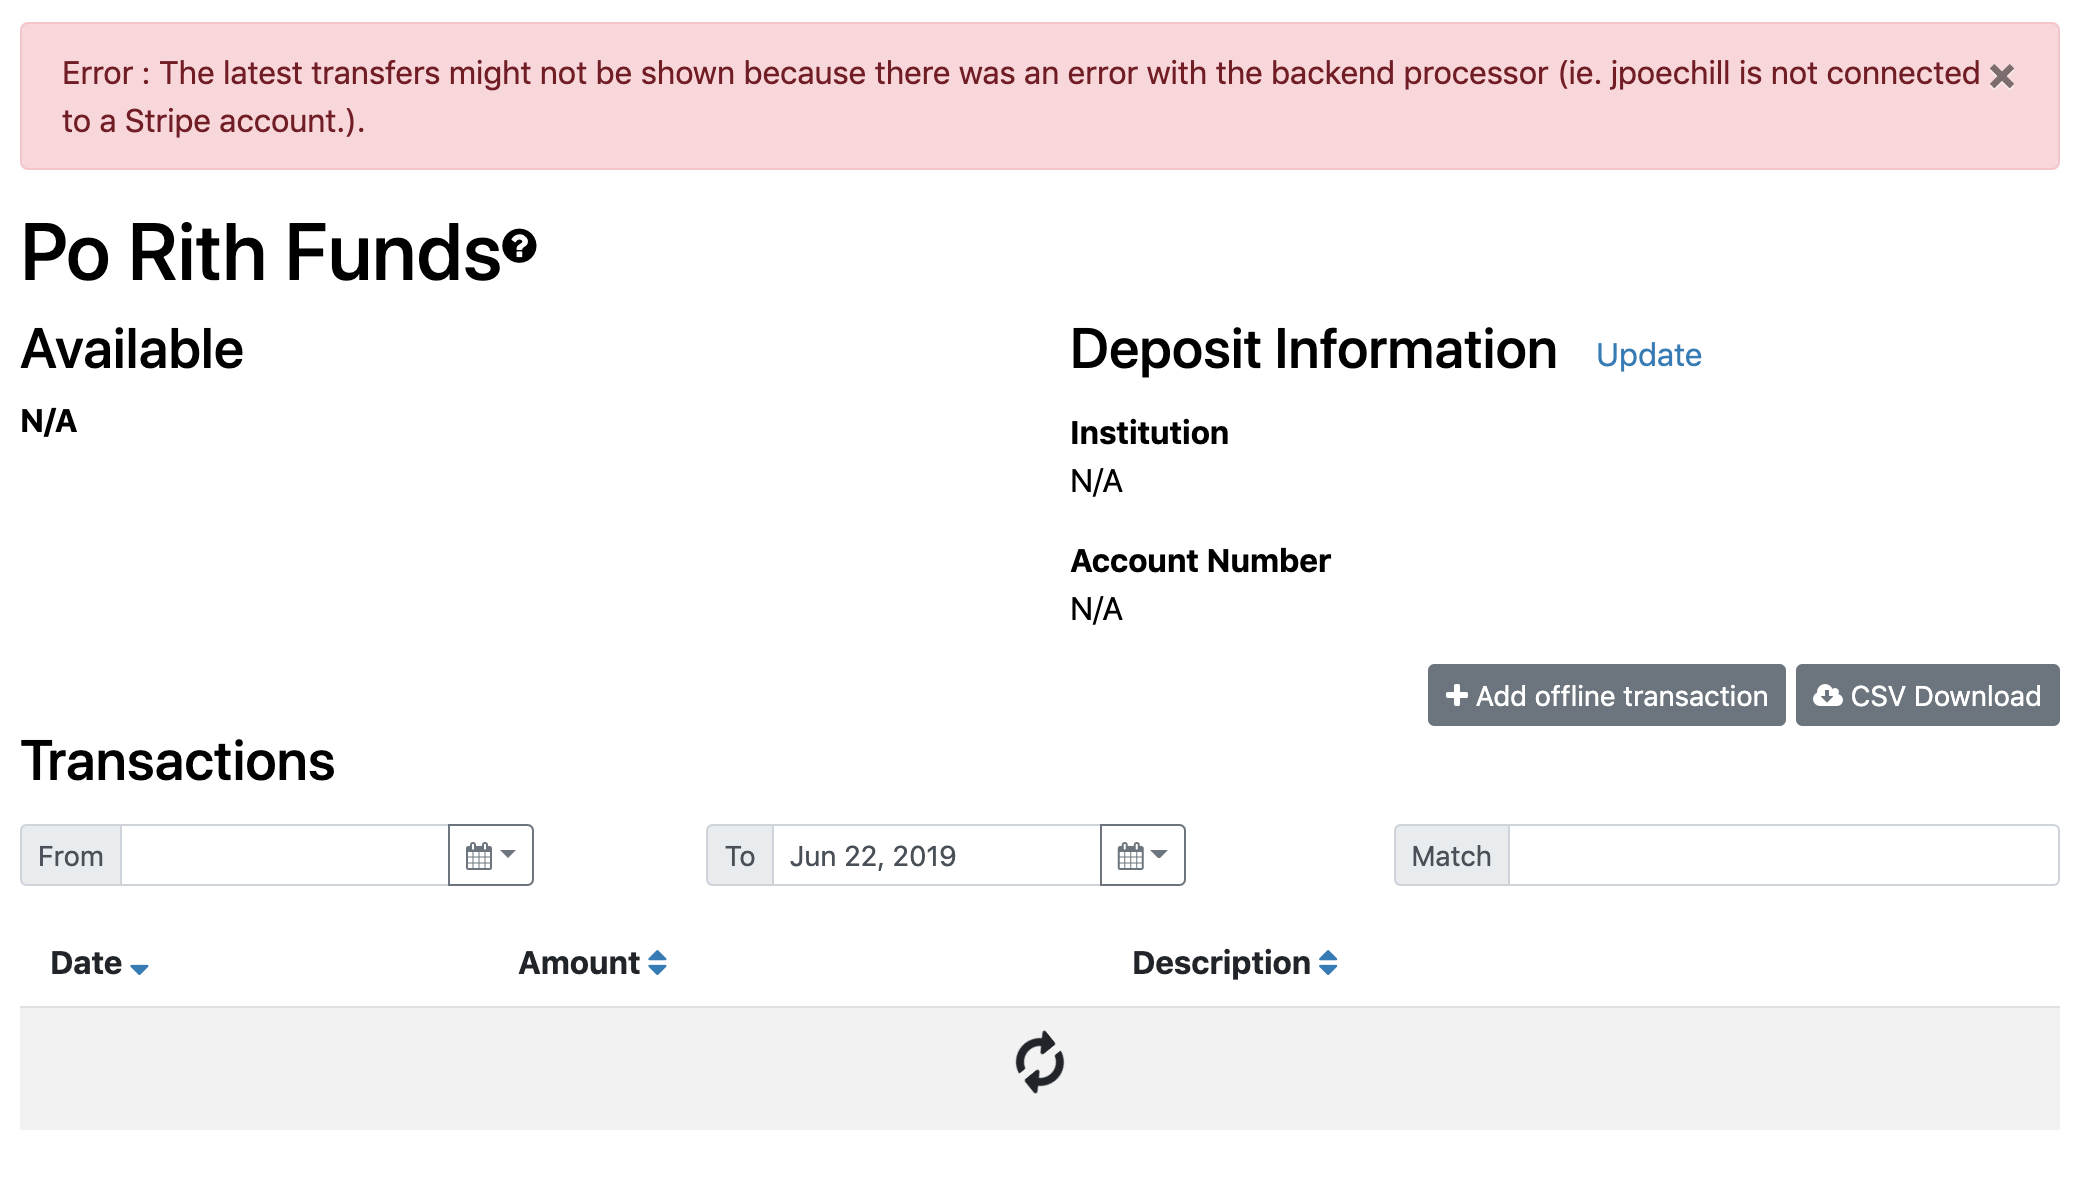 Error : The latest transfers might not be shown because there was an error with the backend processor (ie. jpoechill is not connected
to a Stripe account.).
Po Rith Funds
Available
Deposit Information Update
N/A
Institution
N/A
Account Number
N/A
Add offline transaction CSV Download
Transactions
From To Jun 22, 2019 Match
Date Amount Description